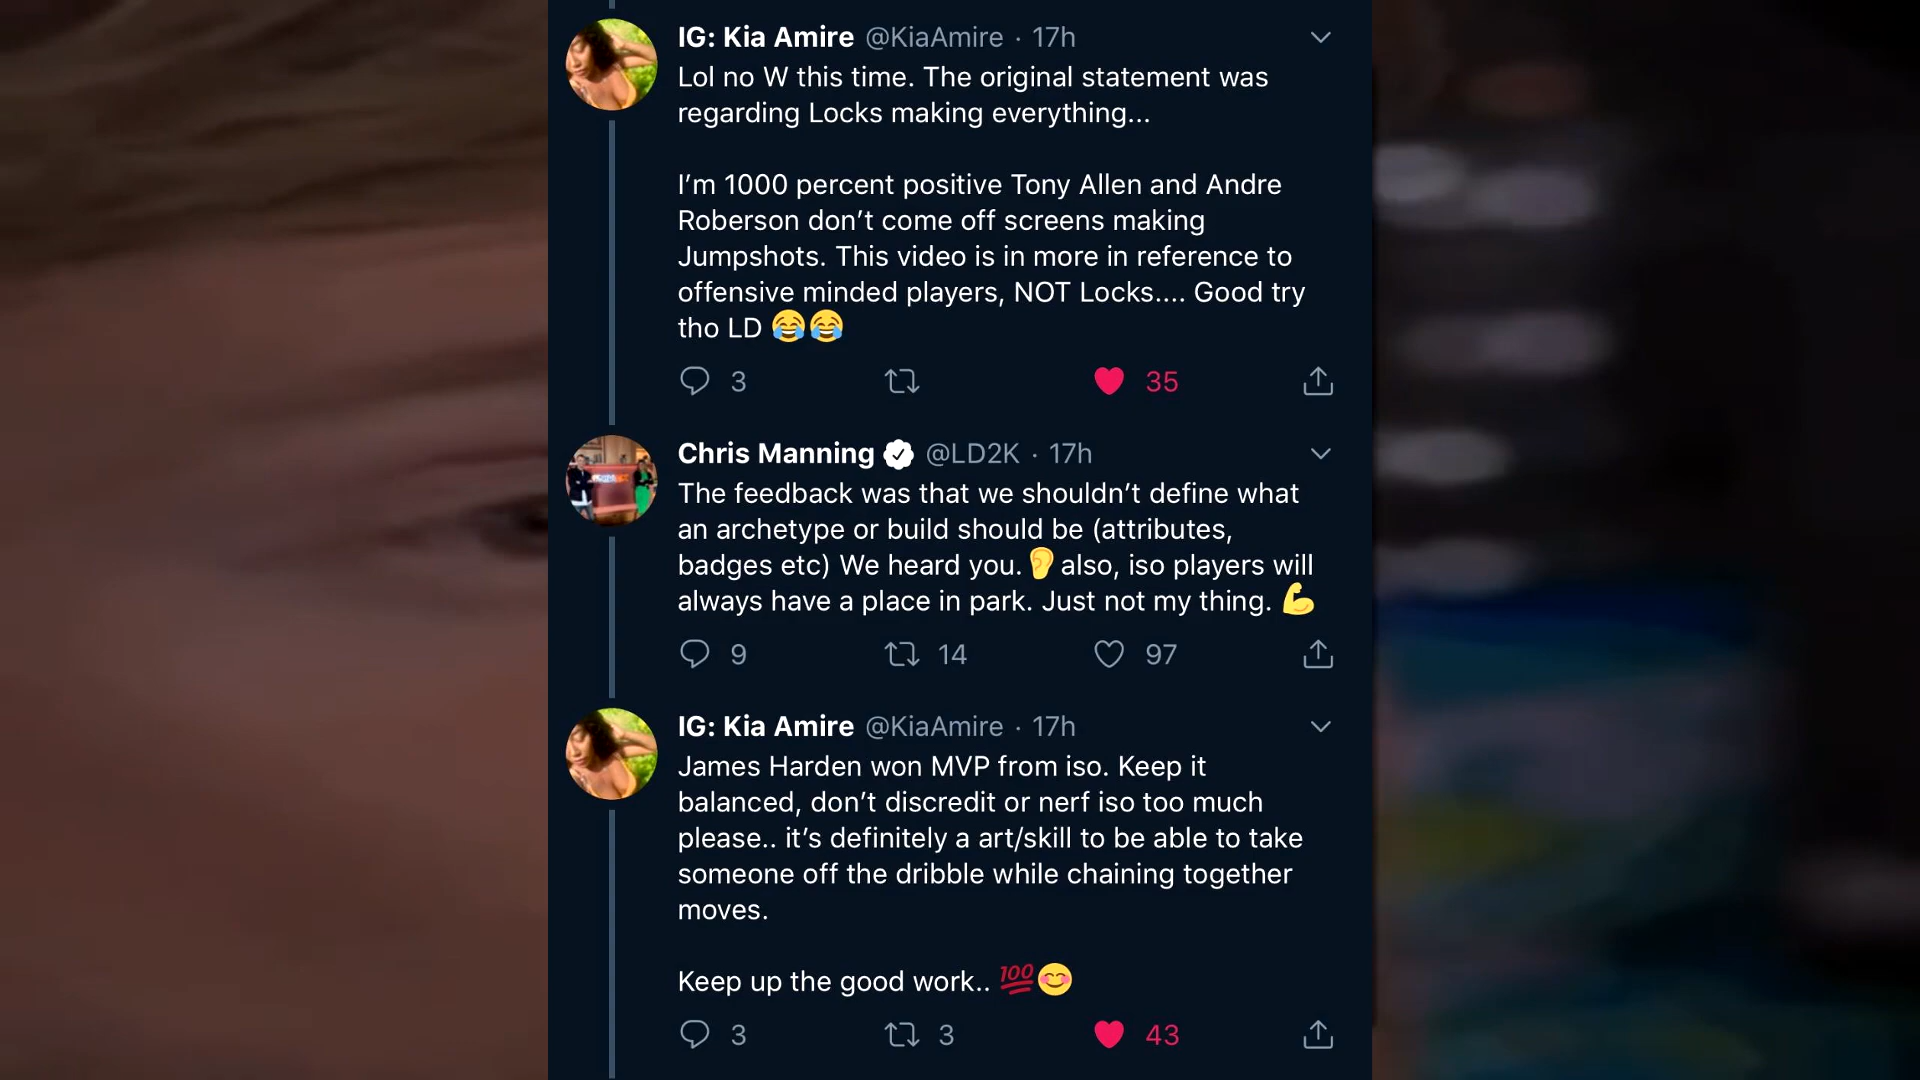 IG: Kia Amire @KiaAmire · 17h
Lol no W this time. The original statement was
regarding Locks making everything...
I’m 1000 percent positive Tony Allen and Andre
Roberson don’t come off screens making
Jumpshots. This video is in more in reference to
offensive minded players, NOT Locks.... Good try
tho LD 😂😂
3 35
Chris Manning @LD2K · 17h
The feedback was that we shouldn’t define what
an archetype or build should be (attributes,
badges etc) We heard you.👂also, iso players will
always have a place in park. Just not my thing. 💪
9 14 97
IG: Kia Amire @KiaAmire · 17h
James Harden won MVP from iso. Keep it
balanced, don’t discredit or nerf iso too much
please.. it’s definitely a art/skill to be able to take
someone off the dribble while chaining together
moves.
Keep up the good work.. 💯😊
3 3 43